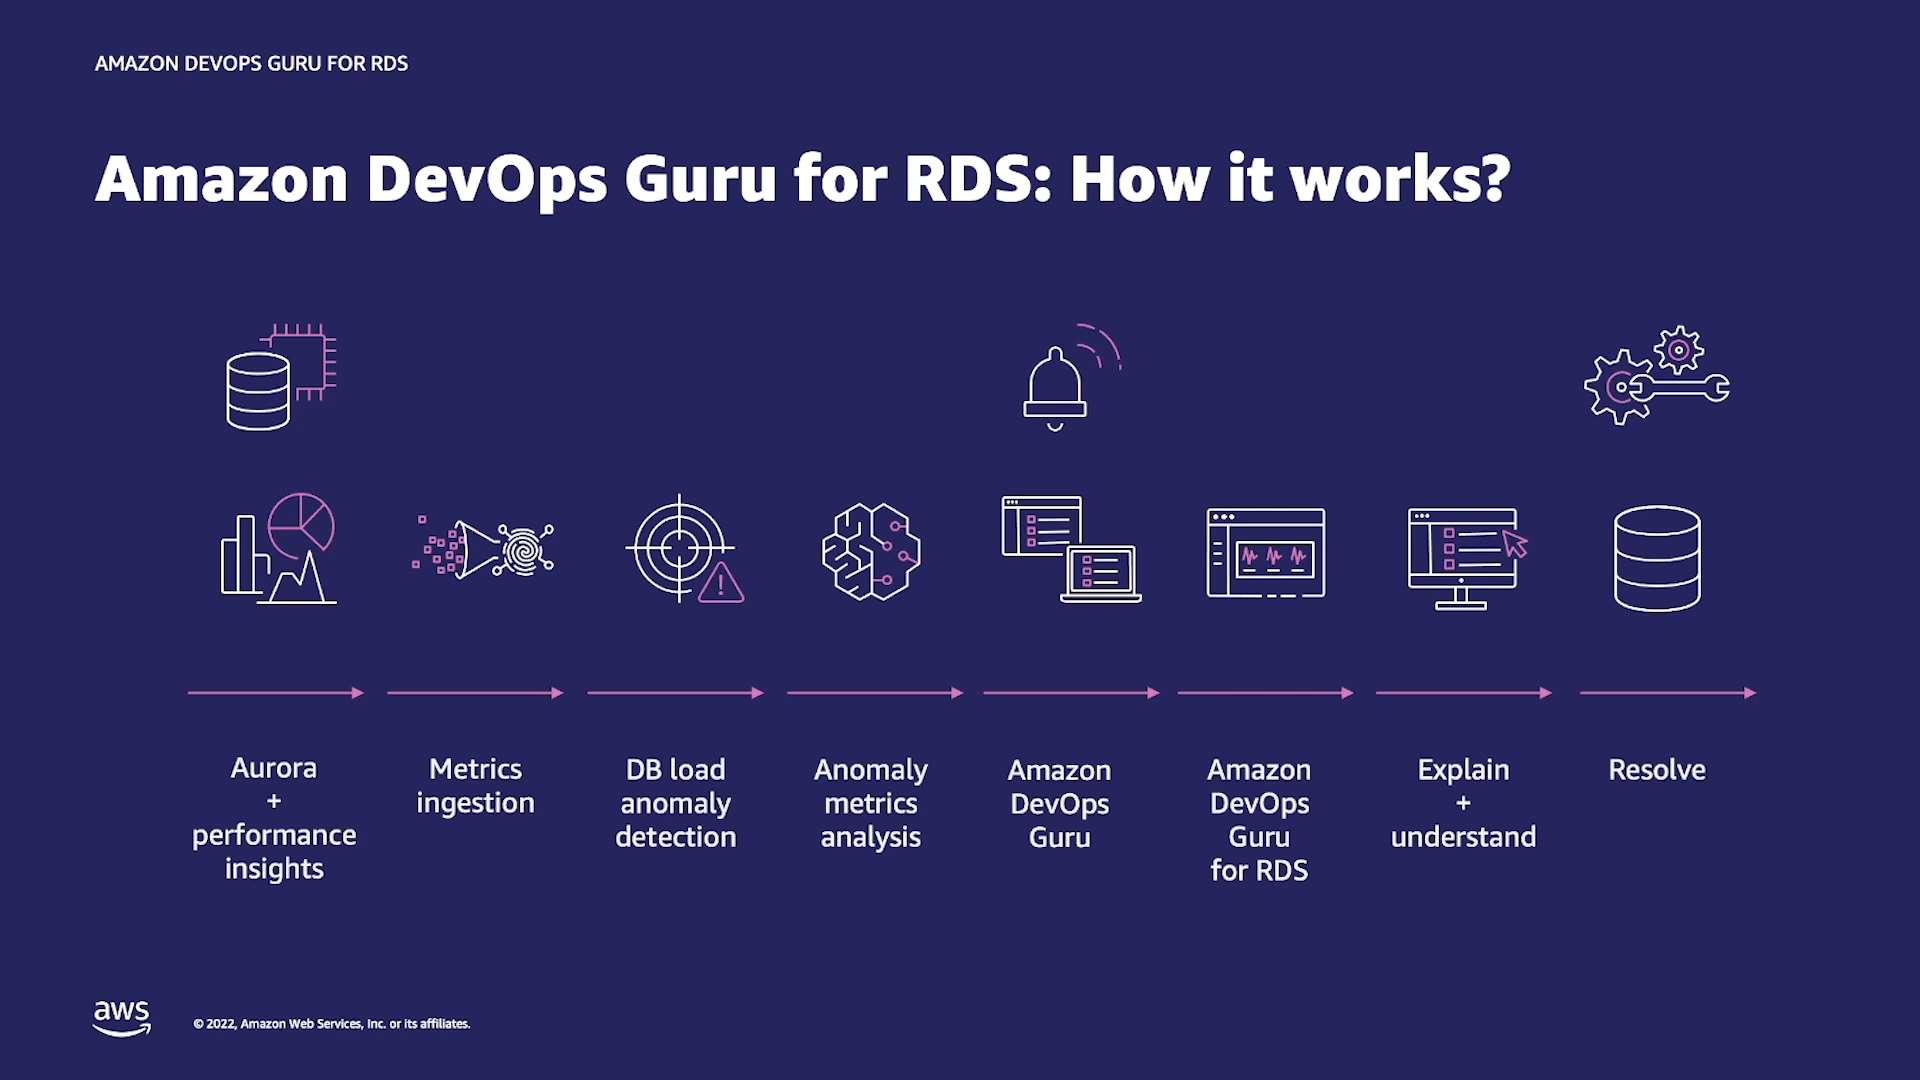 AMAZON DEVOPS GURU FOR RDS
Amazon DevOps Guru for RDS: How it works?
Aurora
+
performance
insights
Metrics
ingestion
DB load
anomaly
detection
Anomaly
metrics
analysis
Amazon
DevOps
Guru
Amazon
DevOps
Guru
for RDS
Explain
+
understand
Resolve
aws
© 2022, Amazon Web Services, Inc. or its affiliates.